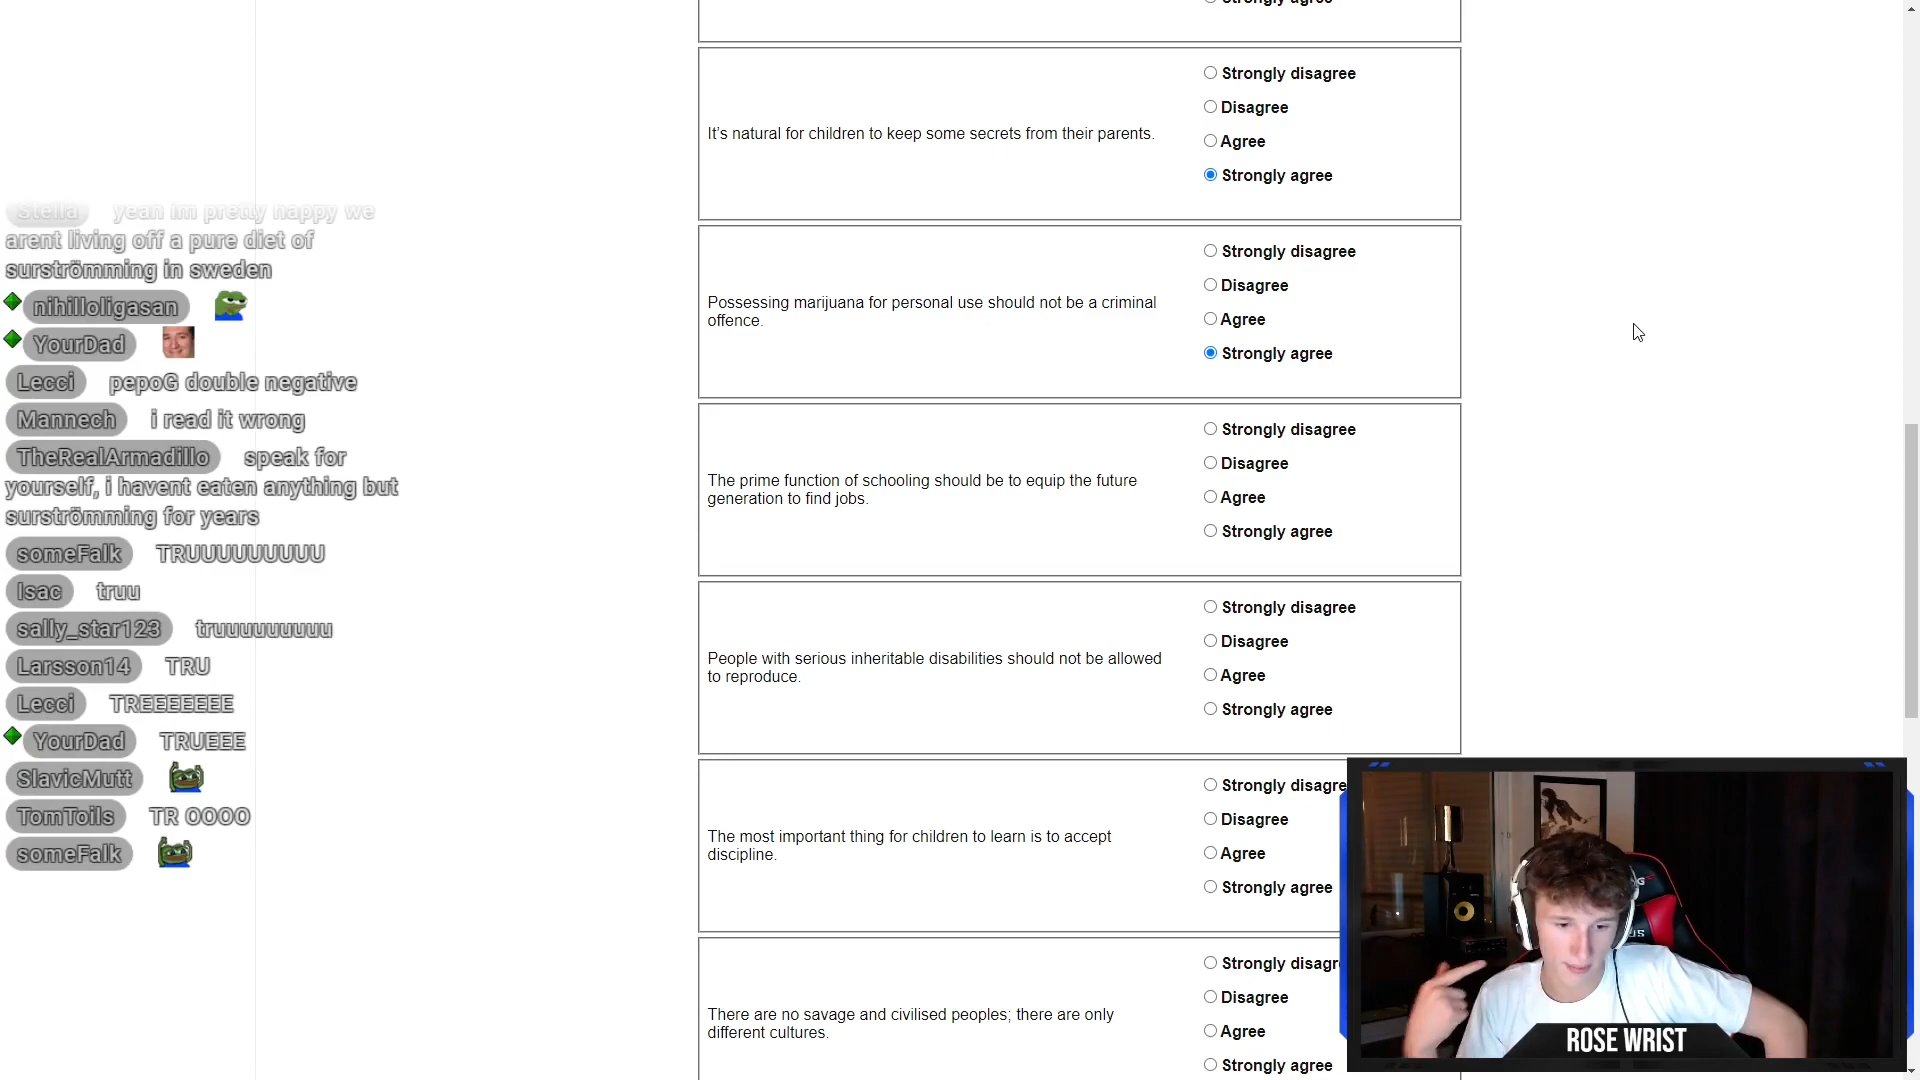 Strongly agree
Strongly disagree
Disagree
It's natural for children to keep some secrets from their parents.
Agree
Strongly agree
Strongly disagree
Disagree
Possessing marijuana for personal use should not be a criminal
offence.
Agree
Strongly agree
Strongly disagree
Disagree
The prime function of schooling should be to equip the future
generation to find jobs.
Agree
Strongly agree
Strongly disagree
Disagree
People with serious inheritable disabilities should not be allowed
to reproduce.
Agree
Strongly agree
Strongly disagree
Disagree
The most important thing for children to learn is to accept
discipline.
Agree
Strongly agree
Strongly disagr
Disagree
There are no savage and civilised peoples; there are only
different cultures.
Agree
Strongly agree
Stella yeah im pretty happy we
arent living off a pure diet of
surströmming in sweden
nihilloligasan
YourDad
Lecci pepoG double negative
Mannech i read it wrong
TheRealArmadillo speak for
yourself, i havent eaten anything but
surströmming for years
someFalk TRUUUUUUUUU
Isac truu
sally_star123 truuuuuuuuu
Larsson14 TRU
Lecci TREEEEEEE
YourDad TRUEEE
SlavicMutt
TomToils TR OOOO
someFalk
ROSE WRIST